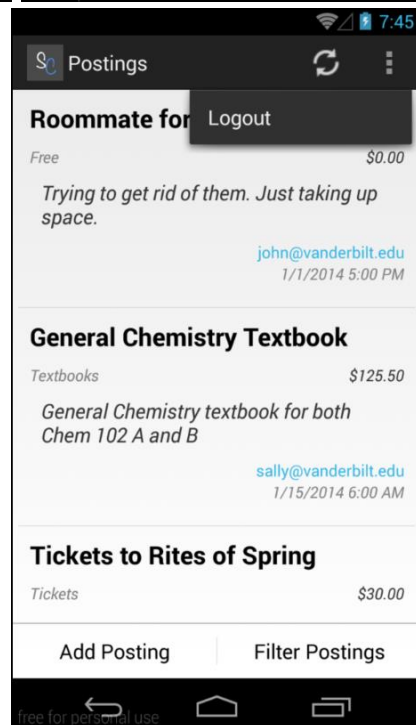 7:45
SC Postings
Logout
Roommate for
Free $0.00
Trying to get rid of them. Just taking up
space.
john@vanderbilt.edu
1/1/2014 5:00 PM
General Chemistry Textbook
Textbooks $125.50
General Chemistry textbook for both
Chem 102 A and B
sally@vanderbilt.edu
1/15/2014 6:00 AM
Tickets to Rites of Spring
Tickets $30.00
Add Posting Filter Postings
free for personal use